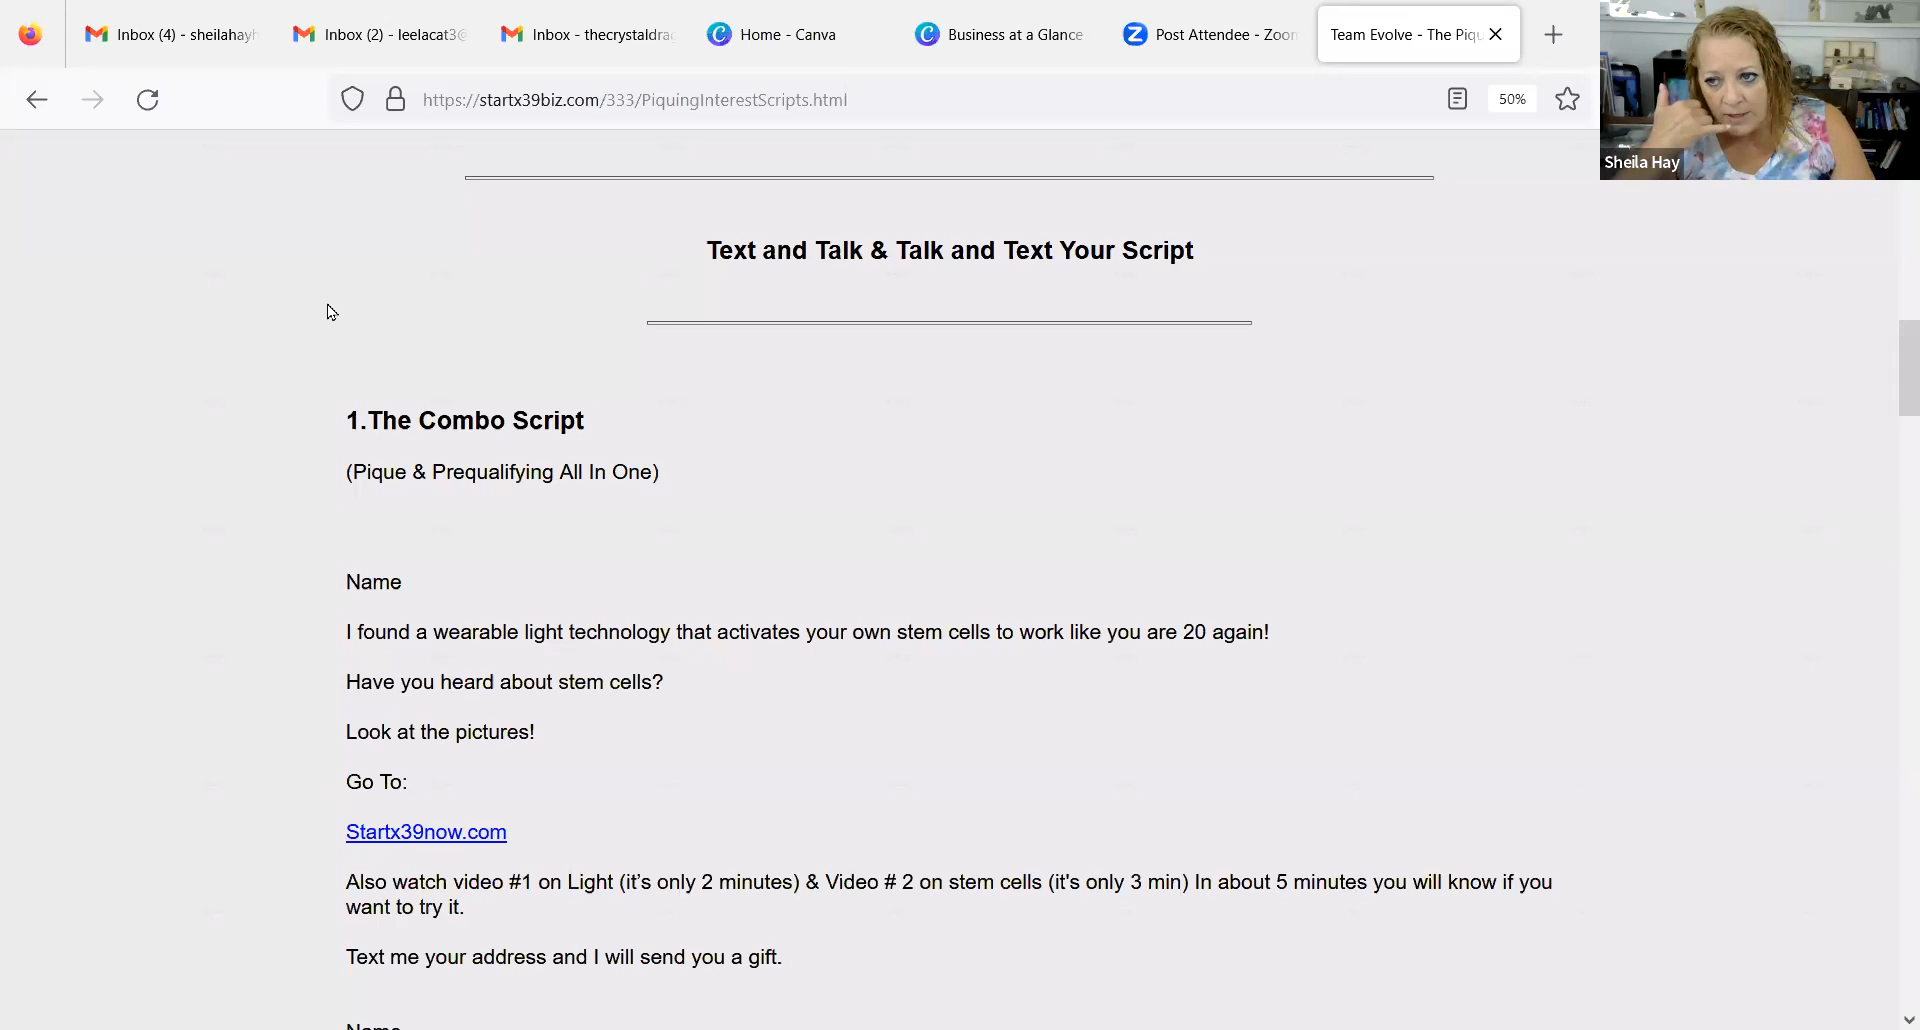 Inbox (4) - sheilahayh
Inbox (2) - leelacat3@
Inbox - thecrystaldrag
Home - Canva
Business at a Glance
Post Attendee - Zoom
Team Evolve - The Piqu
https://startx39biz.com/333/PiquingInterestScripts.html
50%
Sheila Hay
Text and Talk & Talk and Text Your Script
1.The Combo Script
(Pique & Prequalifying All In One)
Name
I found a wearable light technology that activates your own stem cells to work like you are 20 again!
Have you heard about stem cells?
Look at the pictures!
Go To:
Startx39now.com
Also watch video #1 on Light (it’s only 2 minutes) & Video # 2 on stem cells (it's only 3 min) In about 5 minutes you will know if you
want to try it.
Text me your address and I will send you a gift.
Name